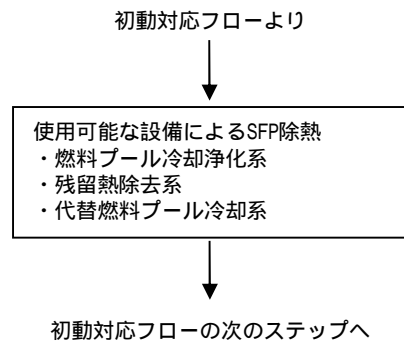 初動対応フローより
使用可能な設備によるSFP除熱
・燃料プール冷却浄化系
・残留熱除去系
・代替燃料プール冷却系
初動対応フローの次のステップへ